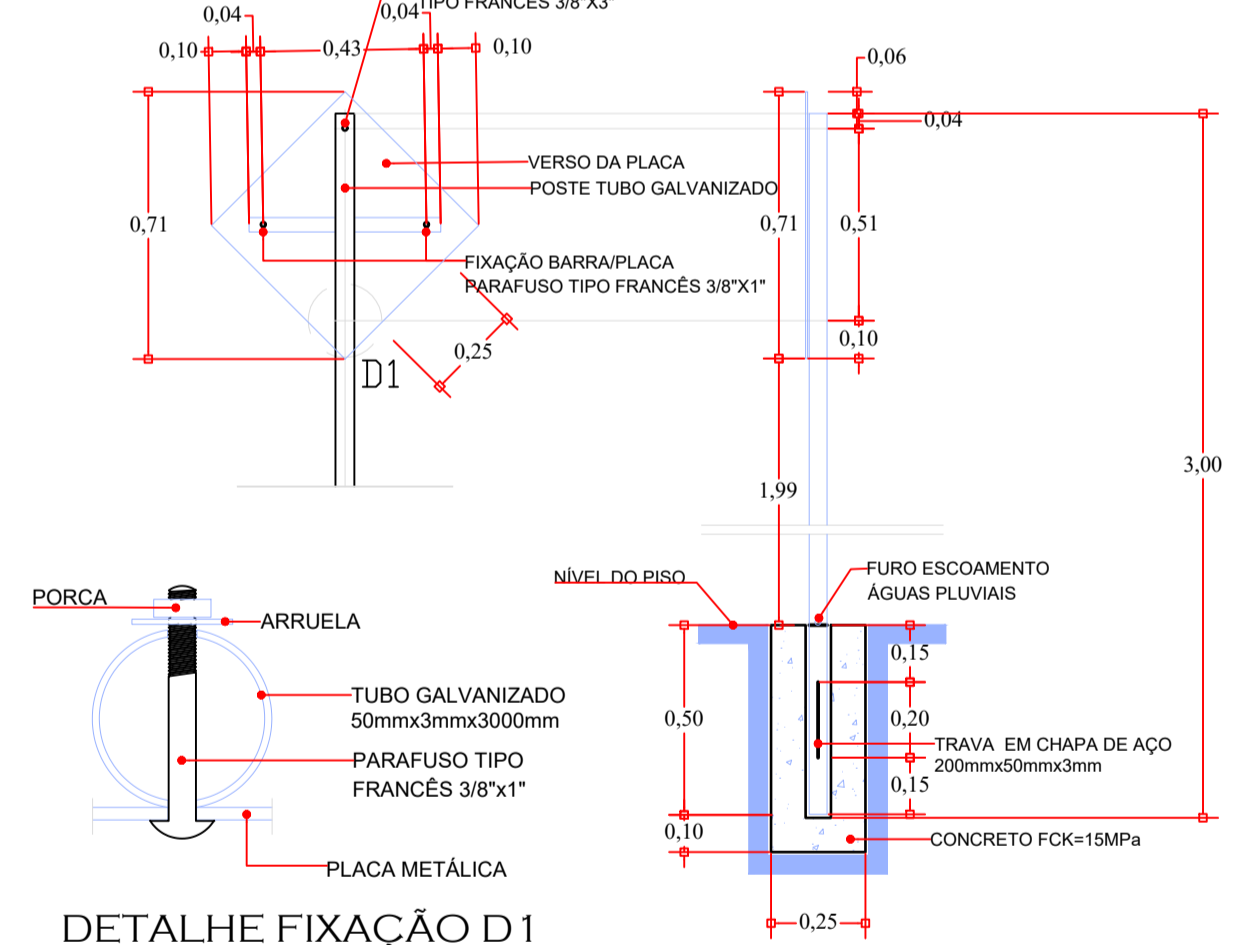 TIPO FRANCÊS 3/8"X3"
0,04
0,04
0,10
0,43
0,10
0,06
0,04
VERSO DA PLACA
POSTE TUBO GALVANIZADO
0,71
0,71
0,51
FIXAÇÃO BARRA/PLACA
PARAFUSO TIPO FRANCÊS 3/8"X1"
0,10
0,25
D1
3,00
1,99
NÍVEL DO PISO
FURO ESCOAMENTO
ÁGUAS PLUVIAIS
PORCA
ARRUELA
0,15
TUBO GALVANIZADO
50mmx3mmx3000mm
0,50
0,20
TRAVA EM CHAPA DE AÇO
200mmx50mmx3mm
PARAFUSO TIPO
FRANCÊS 3/8"x1"
0,15
0,10
CONCRETO FCK=15MPa
PLACA METÁLICA
0,25
DETALHE FIXAÇÃO D1